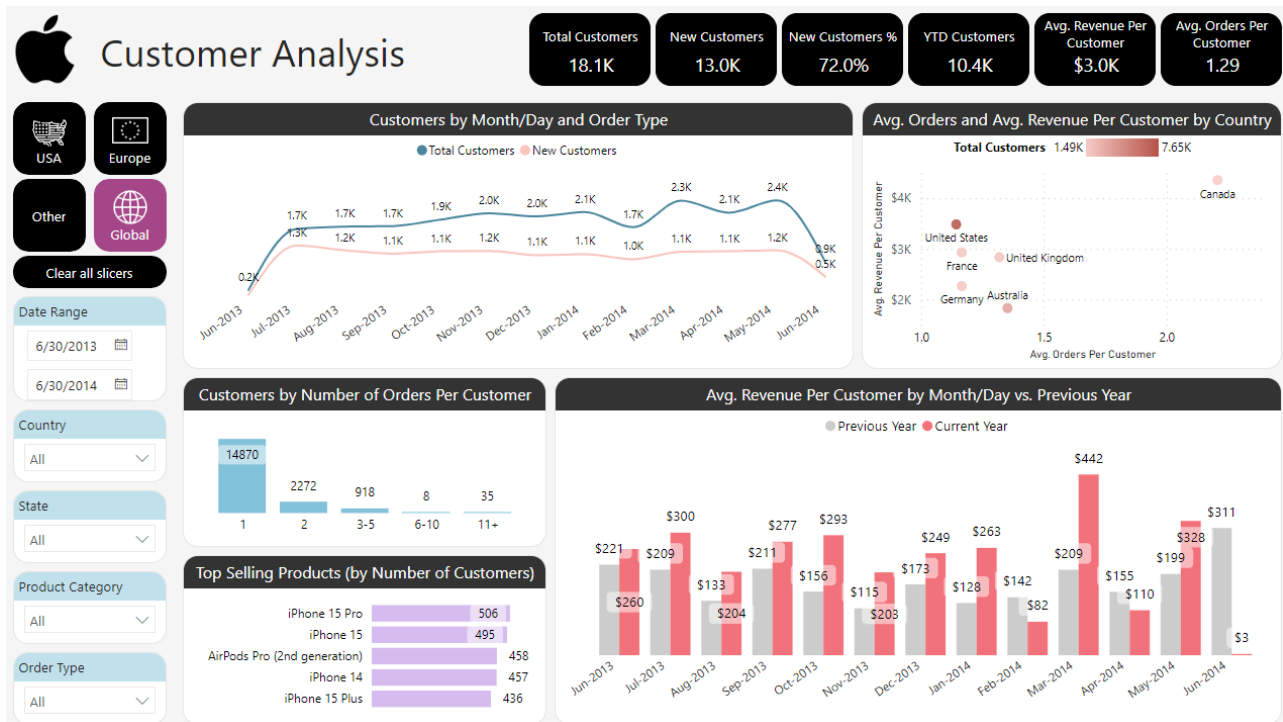 Customer Analysis
Total Customers
18.1K
New Customers
13.0K
New Customers %
72.0%
YTD Customers
10.4K
Avg. Revenue Per
Customer
$3.0K
Avg. Orders Per
Customer
1.29
USA
Europe
Other
Global
Clear all slicers
Date Range
6/30/2013
6/30/2014
Country
All
State
All
Product Category
All
Order Type
All
Customers by Month/Day and Order Type
Total Customers New Customers
0.2K
1.7K 1.7K 1.7K 1.9K 2.0K 2.0K 2.1K 1.7K 2.3K 2.1K 2.4K 0.9K
1.3K 1.2K 1.1K 1.1K 1.2K 1.1K 1.1K 1.0K 1.1K 1.1K 1.2K 0.5K
Jun-2013 Jul-2013 Aug-2013 Sep-2013 Oct-2013 Nov-2013 Dec-2013 Jan-2014 Feb-2014 Mar-2014 Apr-2014 May-2014 Jun-2014
Avg. Orders and Avg. Revenue Per Customer by Country
Total Customers 1.49K 7.65K
Avg. Revenue Per Customer
$4K
$3K
$2K
Canada
United States
France
United Kingdom
Germany
Australia
1.0 1.5 2.0
Avg. Orders Per Customer
Customers by Number of Orders Per Customer
14870 2272 918 8 35
1 2 3-5 6-10 11+
Top Selling Products (by Number of Customers)
iPhone 15 Pro 506
iPhone 15 495
AirPods Pro (2nd generation) 458
iPhone 14 457
iPhone 15 Plus 436
Avg. Revenue Per Customer by Month/Day vs. Previous Year
Previous Year Current Year
$221 $209 $133 $211 $156 $115 $173 $128 $142 $209 $155 $199 $311
$260 $300 $204 $277 $293 $203 $249 $263 $82 $442 $110 $328 $3
Jun-2013 Jul-2013 Aug-2013 Sep-2013 Oct-2013 Nov-2013 Dec-2013 Jan-2014 Feb-2014 Mar-2014 Apr-2014 May-2014 Jun-2014